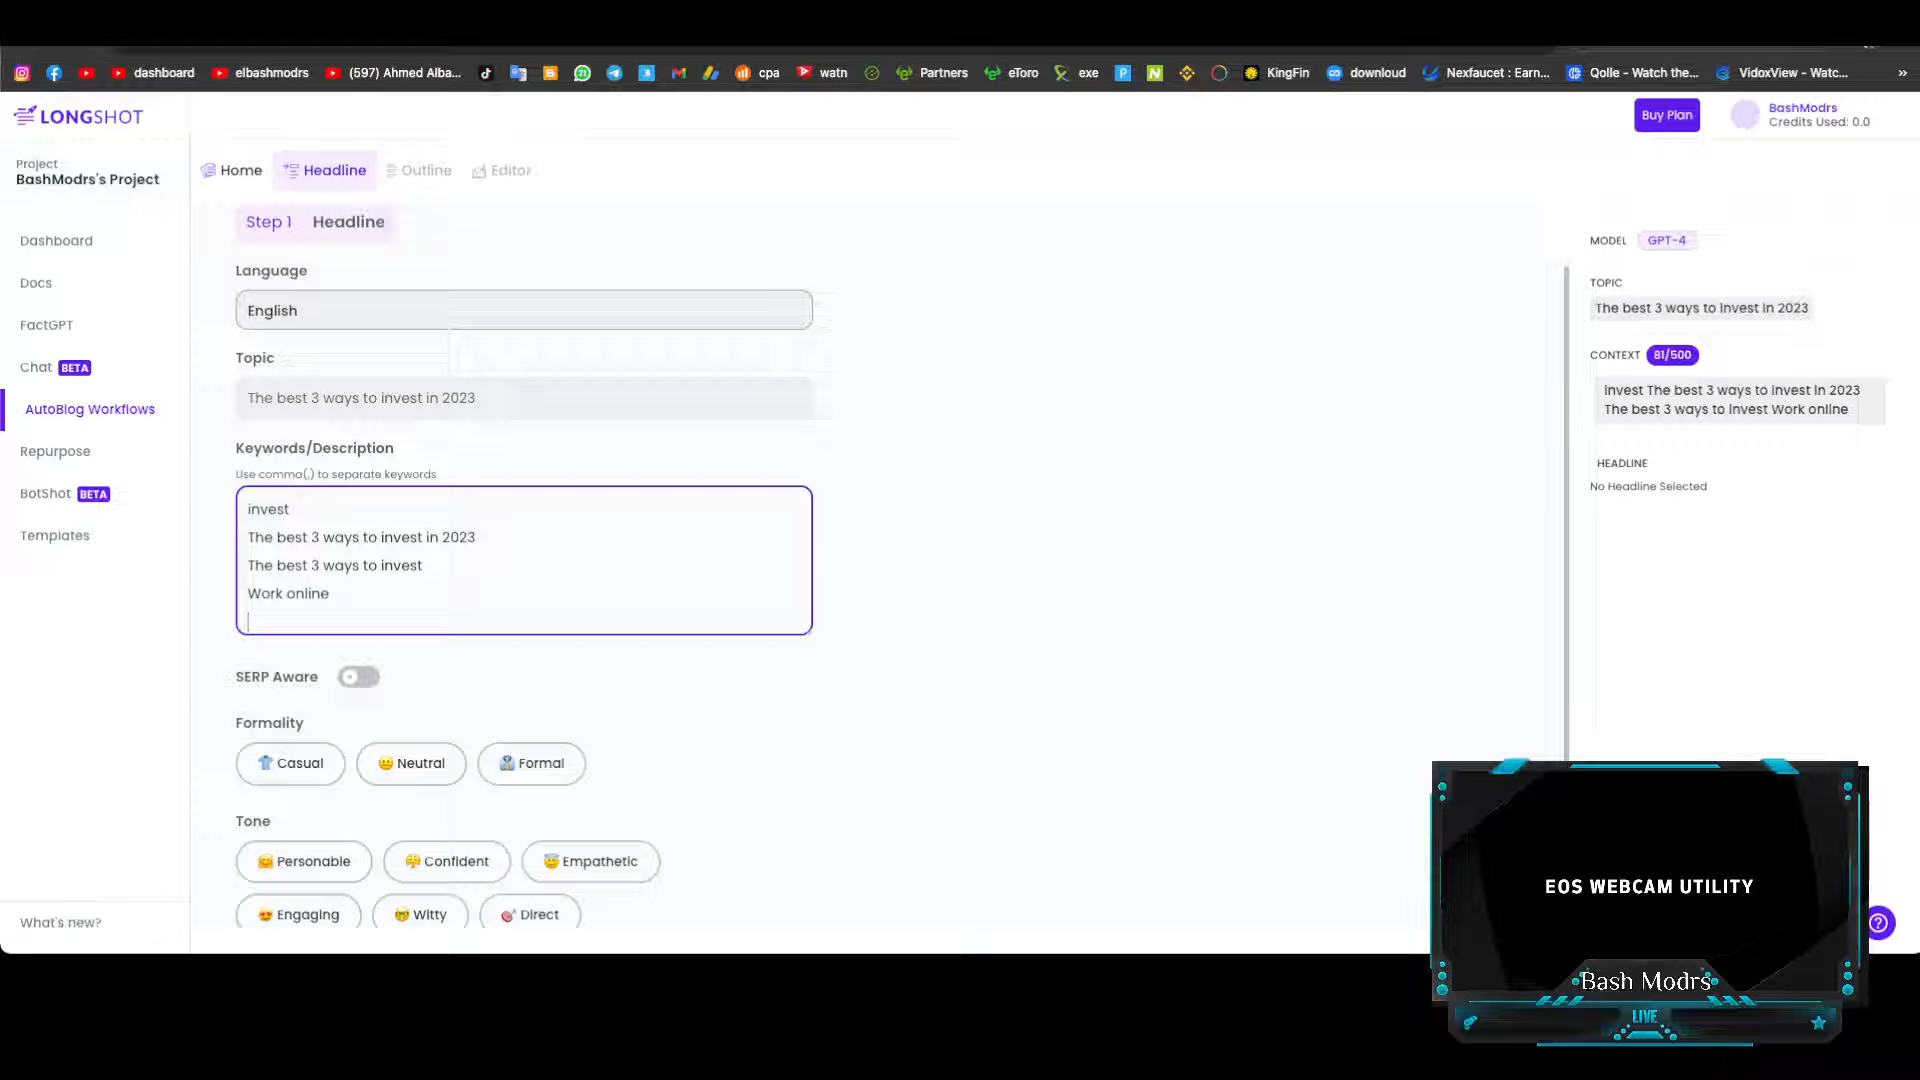 dashboard
elbashmodrs
(597) Ahmed Alba...
cpa
watn
Partners
eToro
exe
KingFin
downloud
Nexfaucet : Earn...
Qolle - Watch the...
VidoxView - Watc...
»
LONGSHOT
Buy Plan
BashModrs
Credits Used: 0.0
Project
BashModrs's Project
Home
Headline
Outline
Editor
Step 1 Headline
Dashboard
Docs
FactGPT
Chat BETA
AutoBlog Workflows
Repurpose
BotShot BETA
Templates
What's new?
Language
English
Topic
The best 3 ways to invest in 2023
Keywords/Description
Use comma(,) to separate keywords
invest
The best 3 ways to invest in 2023
The best 3 ways to invest
Work online
SERP Aware
Formality
Casual
Neutral
Formal
Tone
Personable
Confident
Empathetic
Engaging
Witty
Direct
MODEL GPT-4
TOPIC
The best 3 ways to invest in 2023
CONTEXT 81/500
invest The best 3 ways to invest in 2023
The best 3 ways to invest Work online
HEADLINE
No Headline Selected
EOS WEBCAM UTILITY
Bash Modrs
LIVE